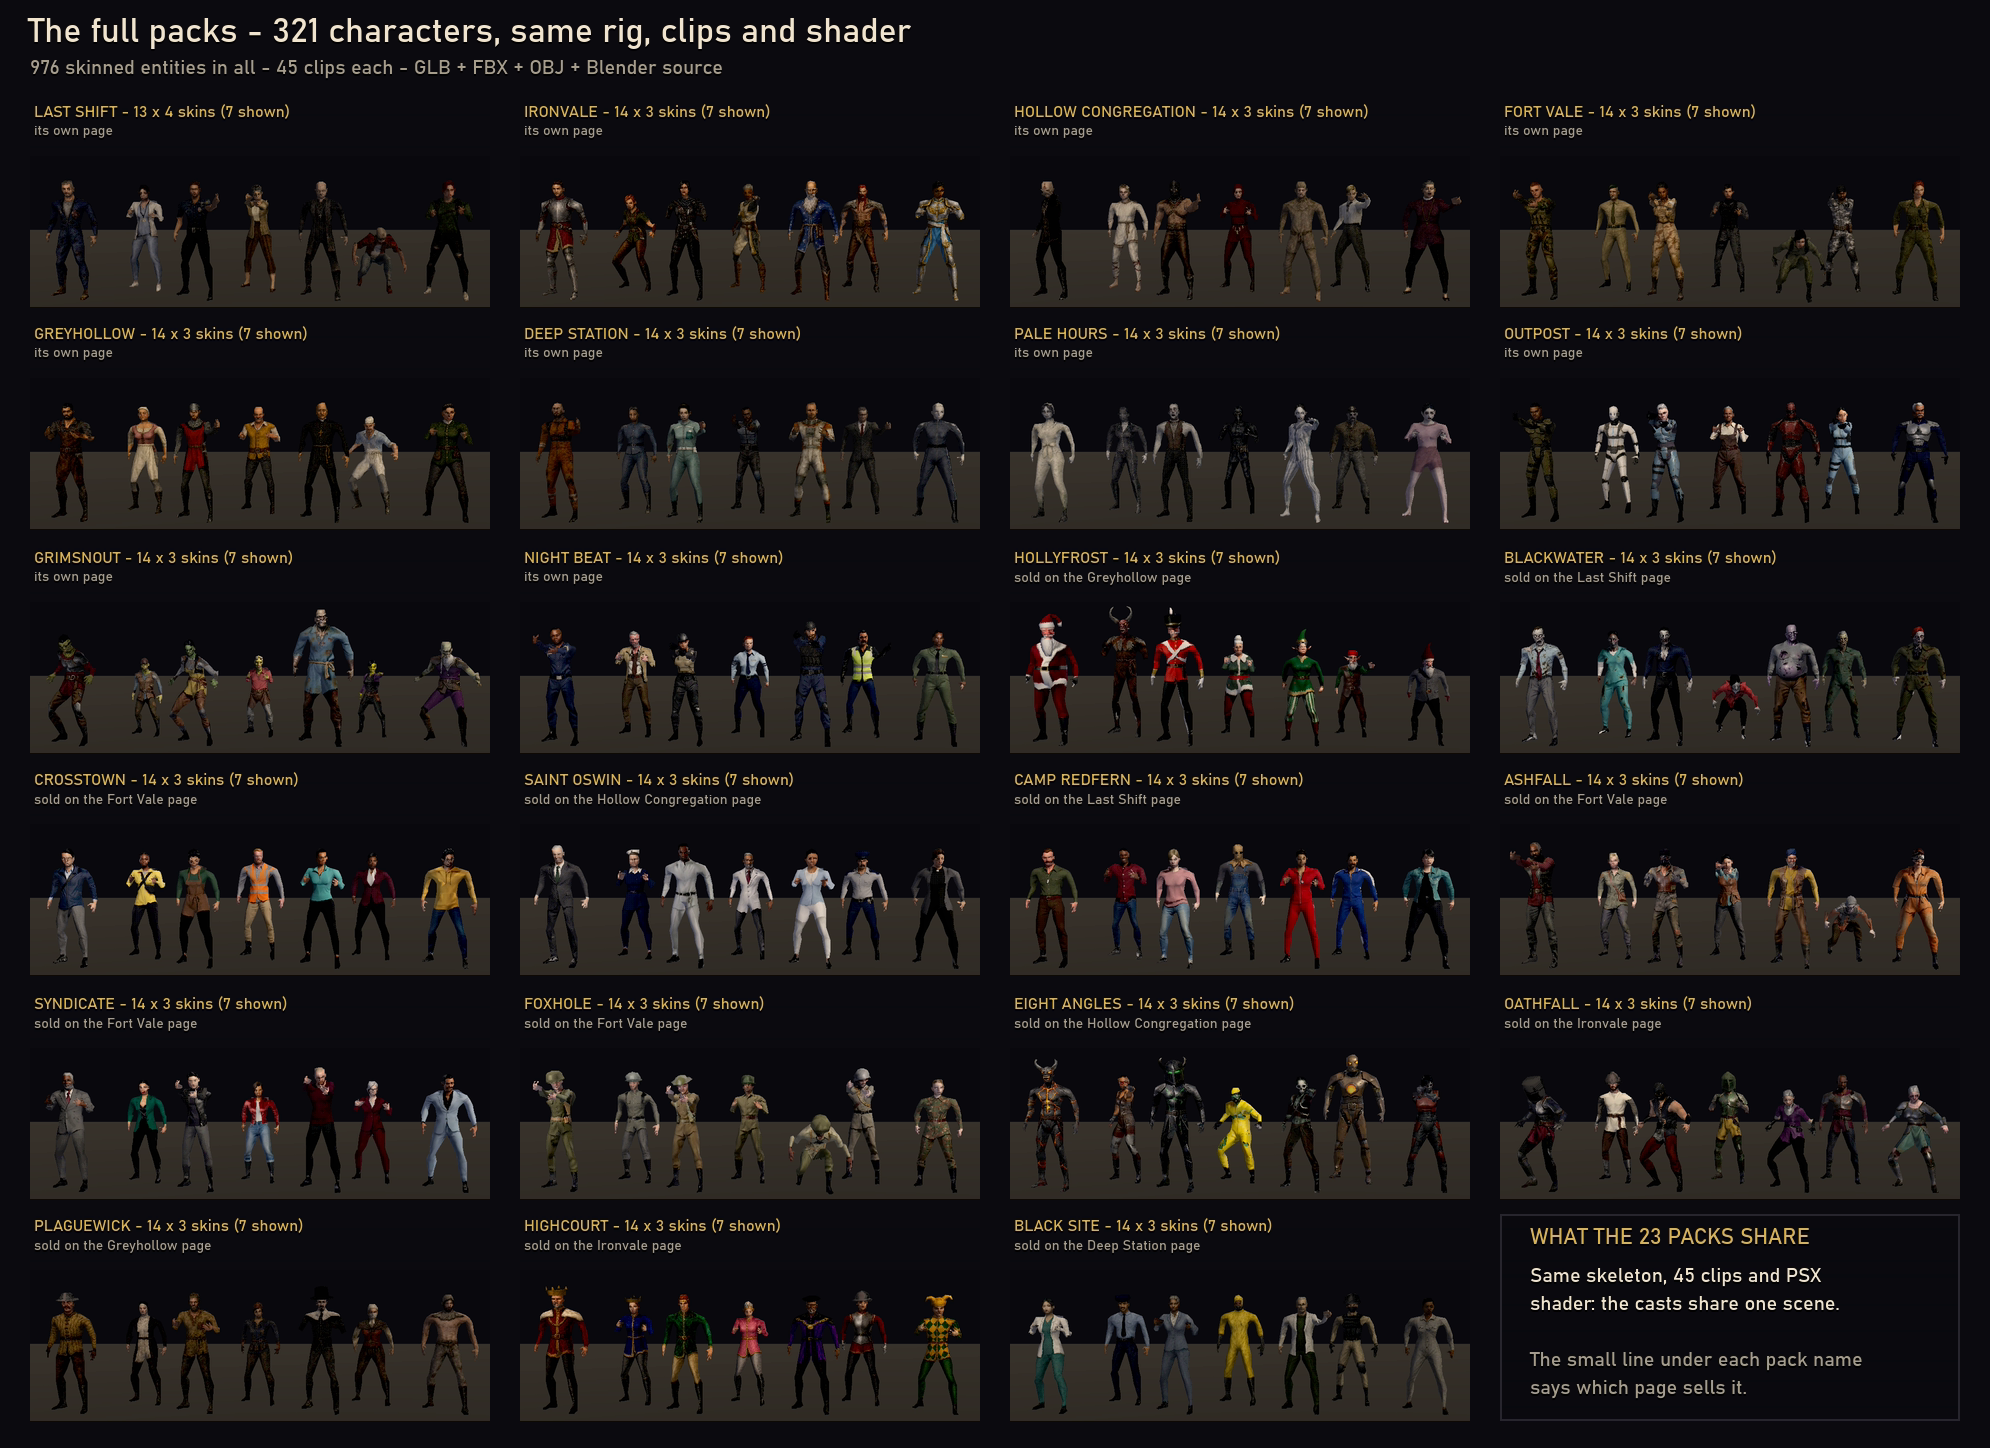 The full packs - 321 characters, same rig, clips and shader
976 skinned entities in all - 45 clips each - GLB + FBX + OBJ + Blender source
LAST SHIFT - 13 x 4 skins (7 shown)
its own page
IRONVALE - 14 x 3 skins (7 shown)
its own page
HOLLOW CONGREGATION - 14 x 3 skins (7 shown)
its own page
FORT VALE - 14 x 3 skins (7 shown)
its own page
GREYHOLLOW - 14 x 3 skins (7 shown)
its own page
DEEP STATION - 14 x 3 skins (7 shown)
its own page
PALE HOURS - 14 x 3 skins (7 shown)
its own page
OUTPOST - 14 x 3 skins (7 shown)
its own page
GRIMSNOUT - 14 x 3 skins (7 shown)
its own page
NIGHT BEAT - 14 x 3 skins (7 shown)
its own page
HOLLYFROST - 14 x 3 skins (7 shown)
sold on the Greyhollow page
BLACKWATER - 14 x 3 skins (7 shown)
sold on the Last Shift page
CROSSTOWN - 14 x 3 skins (7 shown)
sold on the Fort Vale page
SAINT OSWIN - 14 x 3 skins (7 shown)
sold on the Hollow Congregation page
CAMP REDFERN - 14 x 3 skins (7 shown)
sold on the Last Shift page
ASHFALL - 14 x 3 skins (7 shown)
sold on the Fort Vale page
SYNDICATE - 14 x 3 skins (7 shown)
sold on the Fort Vale page
FOXHOLE - 14 x 3 skins (7 shown)
sold on the Fort Vale page
EIGHT ANGLES - 14 x 3 skins (7 shown)
sold on the Hollow Congregation page
OATHFALL - 14 x 3 skins (7 shown)
sold on the Ironvale page
PLAGUEWICK - 14 x 3 skins (7 shown)
sold on the Greyhollow page
HIGHCOURT - 14 x 3 skins (7 shown)
sold on the Ironvale page
BLACK SITE - 14 x 3 skins (7 shown)
sold on the Deep Station page
WHAT THE 23 PACKS SHARE
Same skeleton, 45 clips and PSX
shader: the casts share one scene.
The small line under each pack name
says which page sells it.